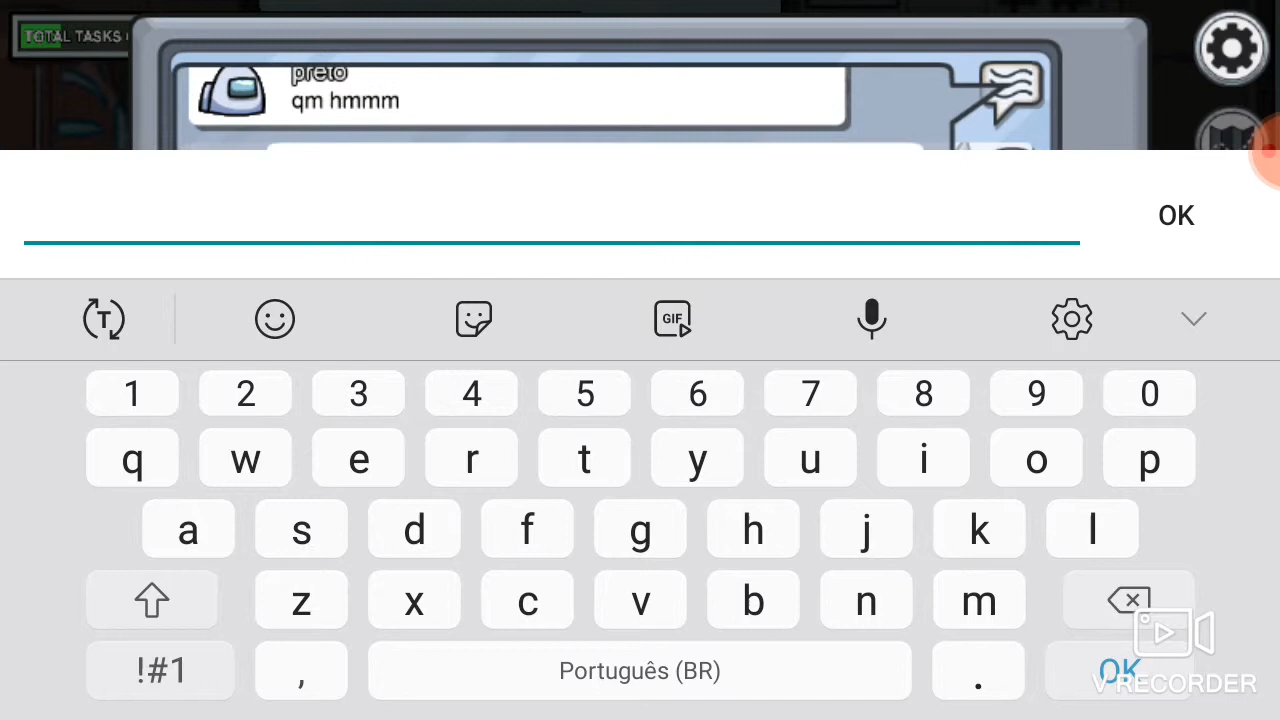 TOTAL TASKS
preto
qm hmmm
OK
T
GIF
1 2 3 4 5 6 7 8 9 0
q w e r t y u i o p
a s d f g h j k l
z x c v b n m
!#1 , Português (BR) . OK
V RECORDER